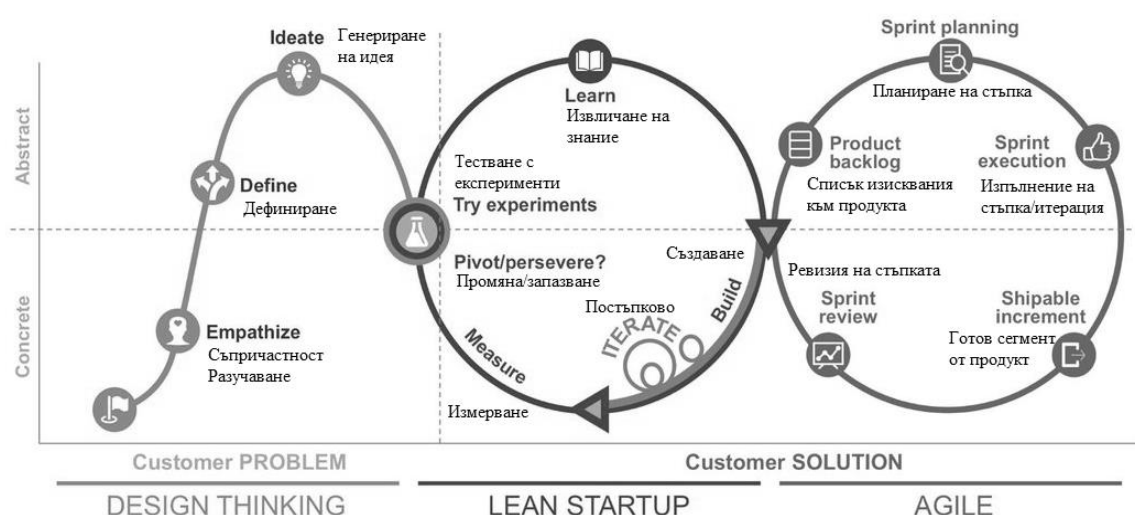 Ideate
Генериране
на идея
Define
Дефиниране
Empathize
Съпричастност
Разучаване
Abstract
Concrete
Learn
Извличане на
знание
Тестване с
експерименти
Try experiments
Pivot/persevere?
Промяна/запазване
Създаване
Постъпково
ITERATE
Build
Measure
Измерване
Sprint planning
Планиране на стъпка
Product
backlog
Списък изисквания
към продукта
Sprint
execution
Изпълнение на
стъпка/итерация
Ревизия на стъпката
Sprint
review
Shipable
increment
Готов сегмент
от продукт
Customer PROBLEM
Customer SOLUTION
DESIGN THINKING
LEAN STARTUP
AGILE